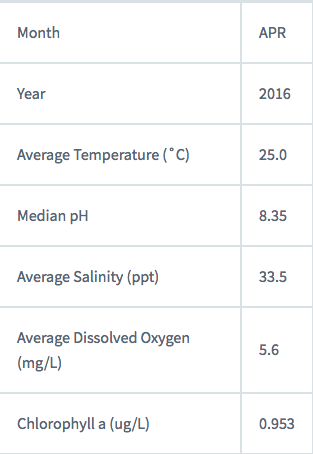 Month APR
Year 2016
Average Temperature (˚C) 25.0
Median pH 8.35
Average Salinity (ppt) 33.5
Average Dissolved Oxygen
(mg/L) 5.6
Chlorophyll a (ug/L) 0.953